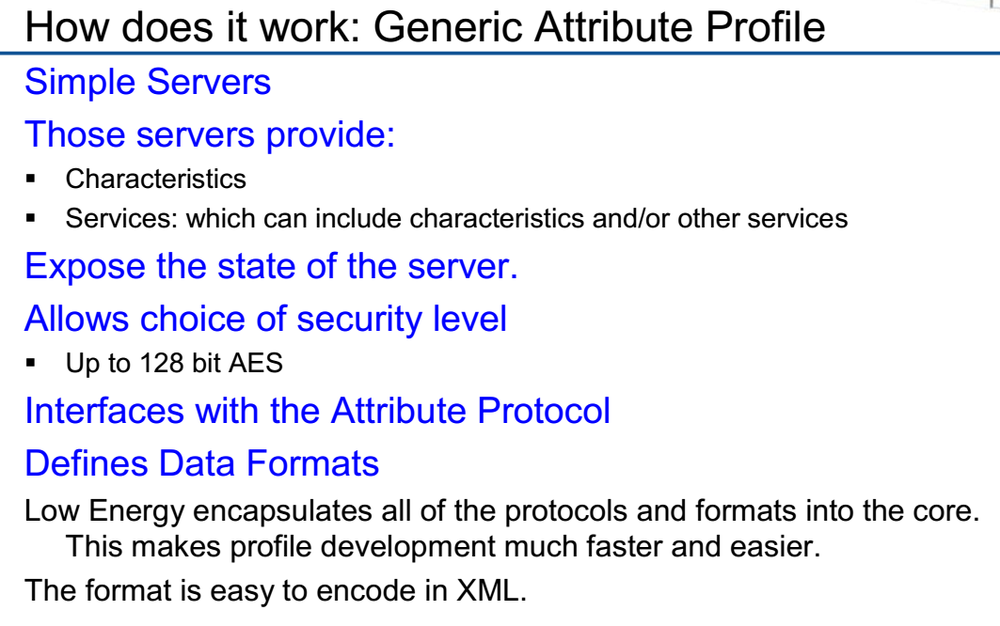 How does it work: Generic Attribute Profile
Simple Servers
Those servers provide:
▪ Characteristics
▪ Services: which can include characteristics and/or other services
Expose the state of the server.
Allows choice of security level
▪ Up to 128 bit AES
Interfaces with the Attribute Protocol
Defines Data Formats
Low Energy encapsulates all of the protocols and formats into the core.
This makes profile development much faster and easier.
The format is easy to encode in XML.